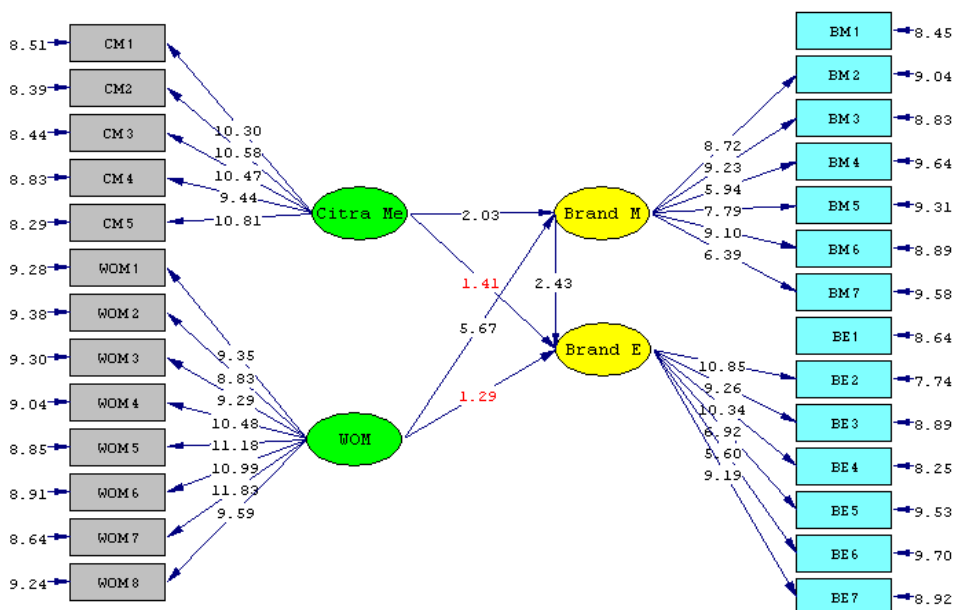 8.51 CM1
8.39 CM2
8.44 CM3
8.83 CM4
8.29 CM5
9.28 WOM1
9.38 WOM2
9.30 WOM3
9.04 WOM4
8.85 WOM5
8.91 WOM6
8.64 WOM7
9.24 WOM8
10.30
10.58
10.47
9.44
10.81
9.35
8.83
9.29
10.48
11.18
10.99
11.83
9.59
Citra Me
WOM
2.03
1.41
5.67
2.43
1.29
Brand M
Brand E
8.72
9.23
5.94
7.79
9.10
6.39
10.85
9.26
10.34
6.92
5.60
9.19
BM1 8.45
BM2 9.04
BM3 8.83
BM4 9.64
BM5 9.31
BM6 8.89
BM7 9.58
BE1 8.64
BE2 7.74
BE3 8.89
BE4 8.25
BE5 9.53
BE6 9.70
BE7 8.92